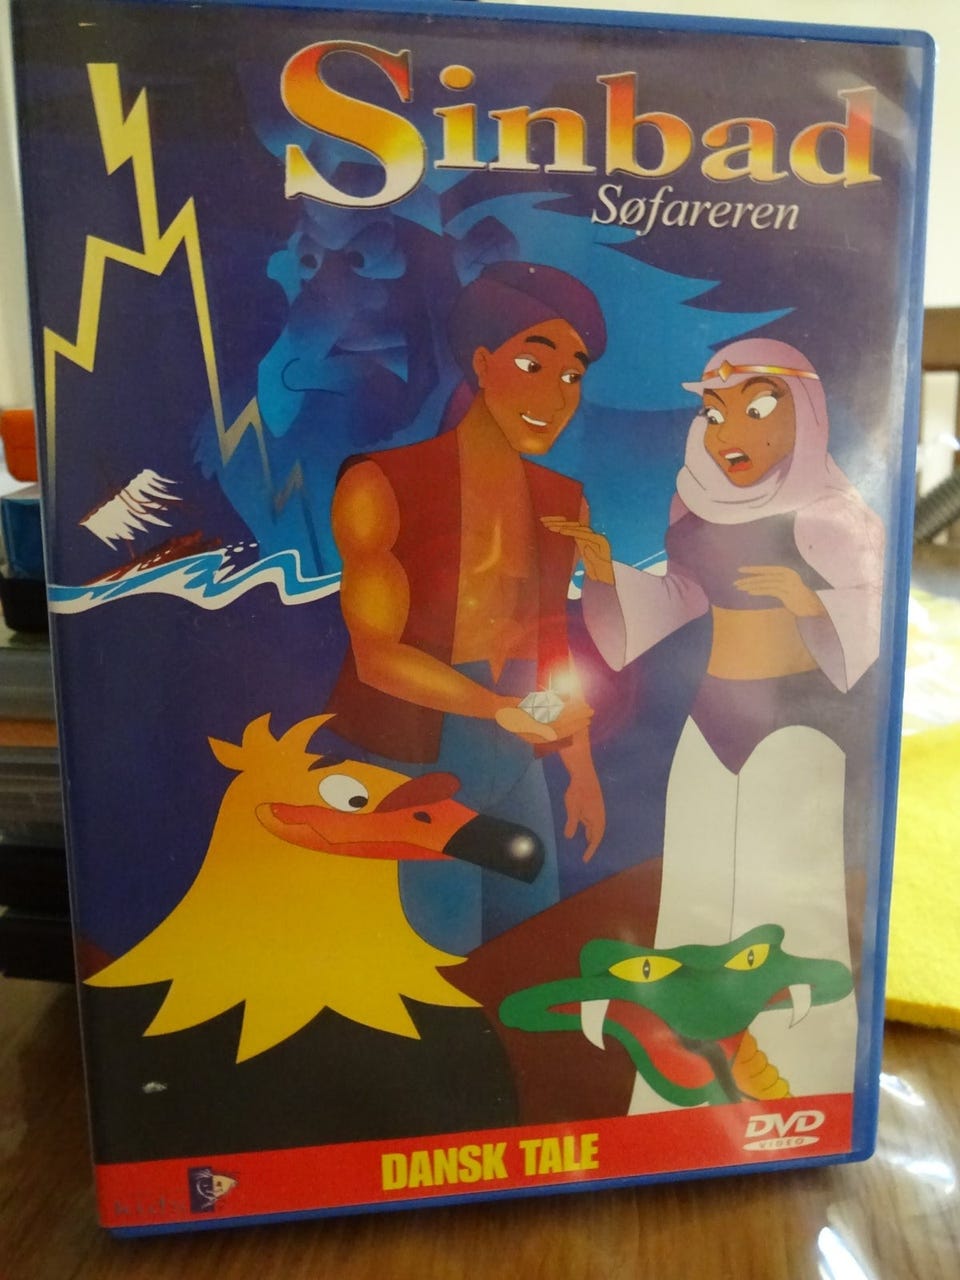 Sinbad
Søfareren
DANSK TALE
DVD
VIDEO